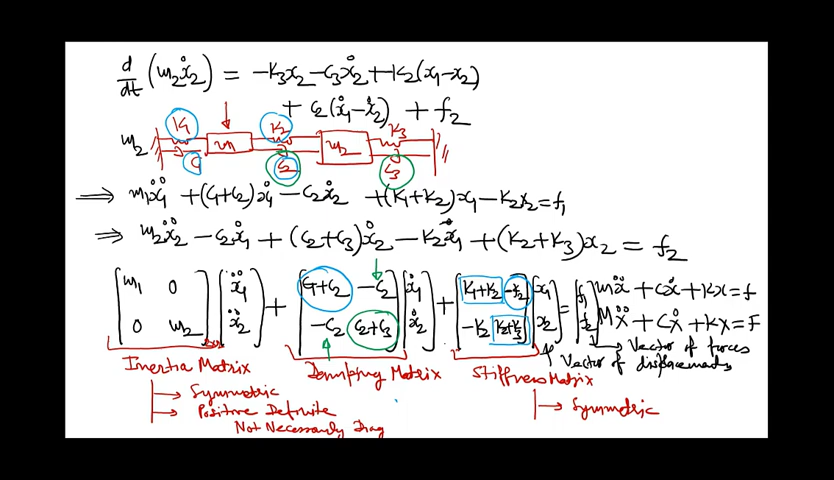 d/dt (m₂ẋ₂) = -K₃x₂ - C₃ẋ₂ + K₂(x₁-x₂)
+ C₂(ẋ₁-ẋ₂) + f₂
m₂ K₁ C₁ m₁ K₂ C₂ m₂ K₃ C₃
⇒ m₁ẍ₁ + (C₁+C₂)ẋ₁ - C₂ẋ₂ + (K₁+K₂)x₁ - K₂x₂ = f₁
⇒ m₂ẍ₂ - C₂ẋ₁ + (C₂+C₃)ẋ₂ - K₂x₁ + (K₂+K₃)x₂ = f₂
[m₁ 0; 0 m₂] [ẍ₁; ẍ₂] + [C₁+C₂ -C₂; -C₂ C₂+C₃] [ẋ₁; ẋ₂] + [K₁+K₂ -K₂; -K₂ K₂+K₃] [x₁; x₂] = [f₁; f₂]
mẍ + cẋ + kx = f
MẌ + CẊ + KX = F
Vector of forces
Vector of displacements
Inertia Matrix
Damping Matrix
Stiffness Matrix
→ Symmetric
→ Positive Definite
Not Necessarily Diag
→ Symmetric